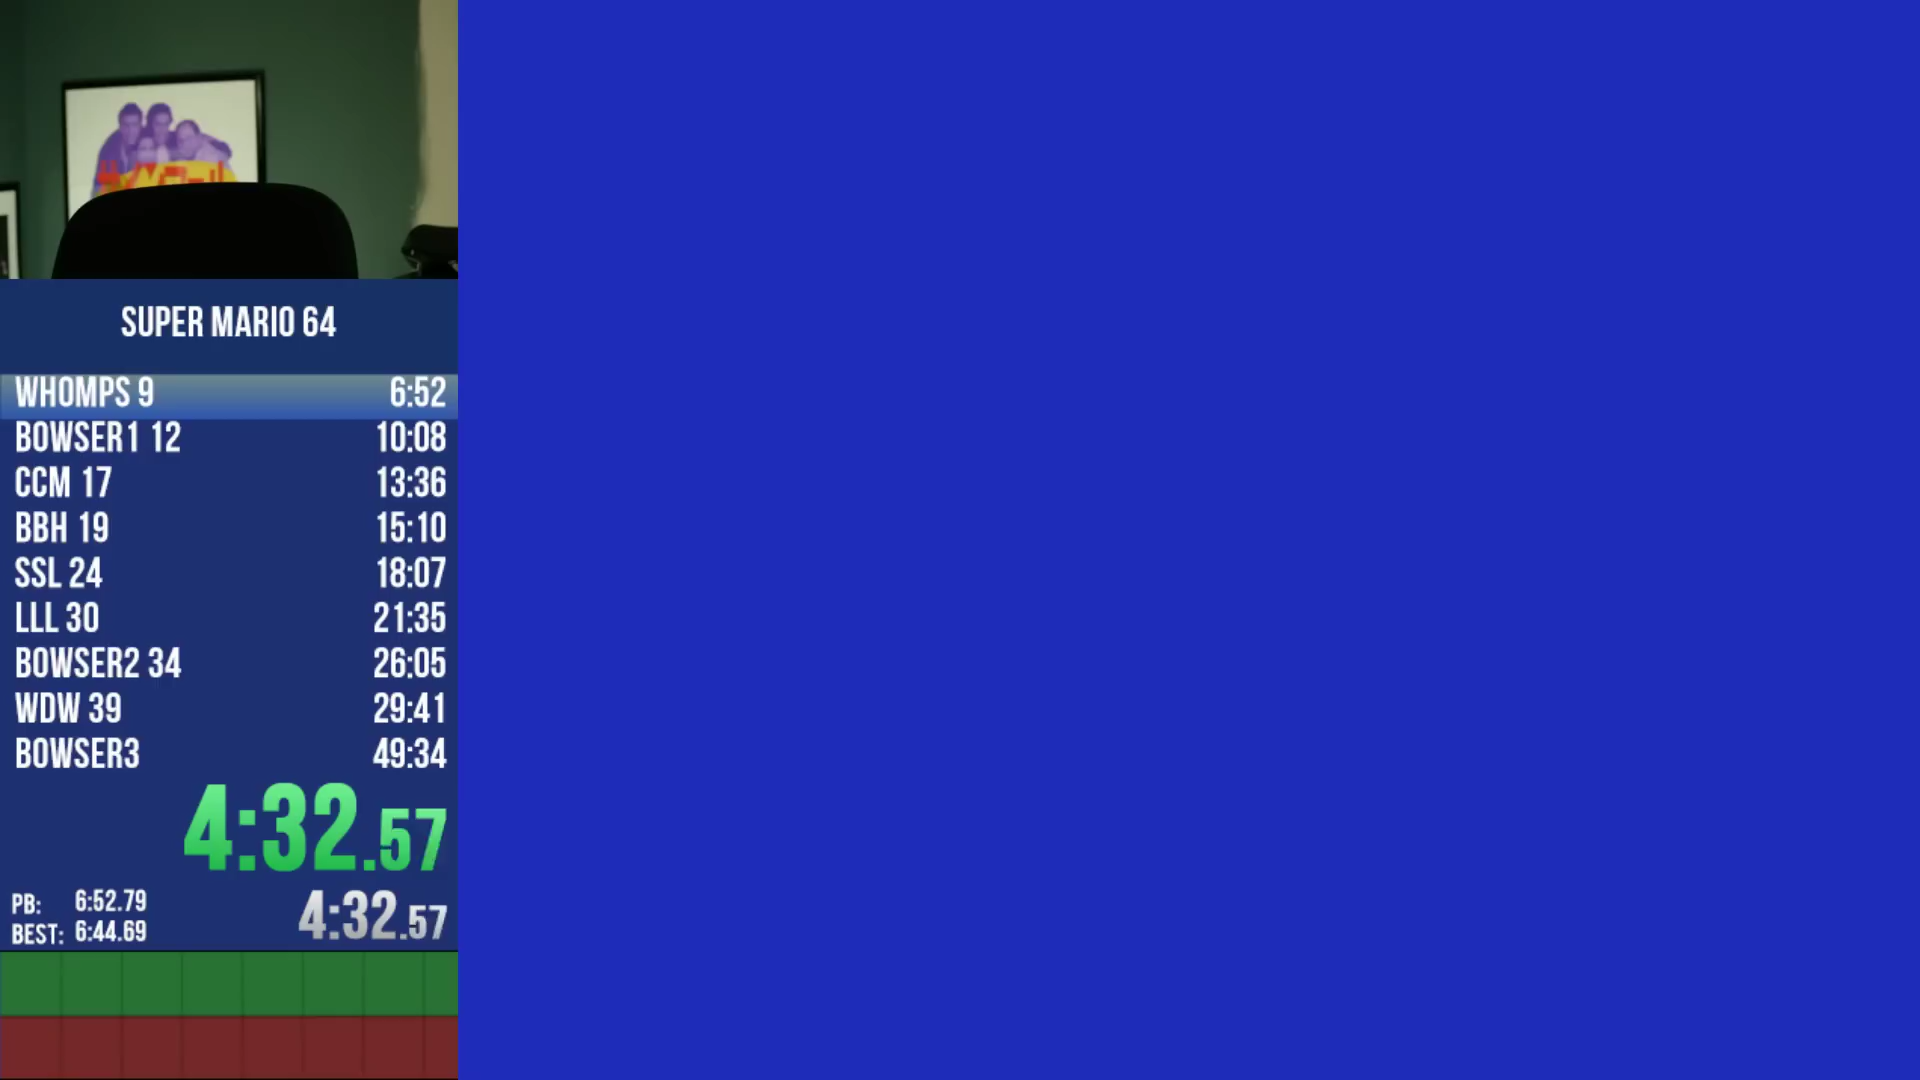 SUPER MARIO 64
WHOMPS 9 6:52
BOWSER1 12 10:08
CCM 17 13:36
BBH 19 15:10
SSL 24 18:07
LLL 30 21:35
BOWSER2 34 26:05
WDW 39 29:41
BOWSER3 49:34
4:32.57
PB: 6:52.79
BEST: 6:44.69
4:32.57